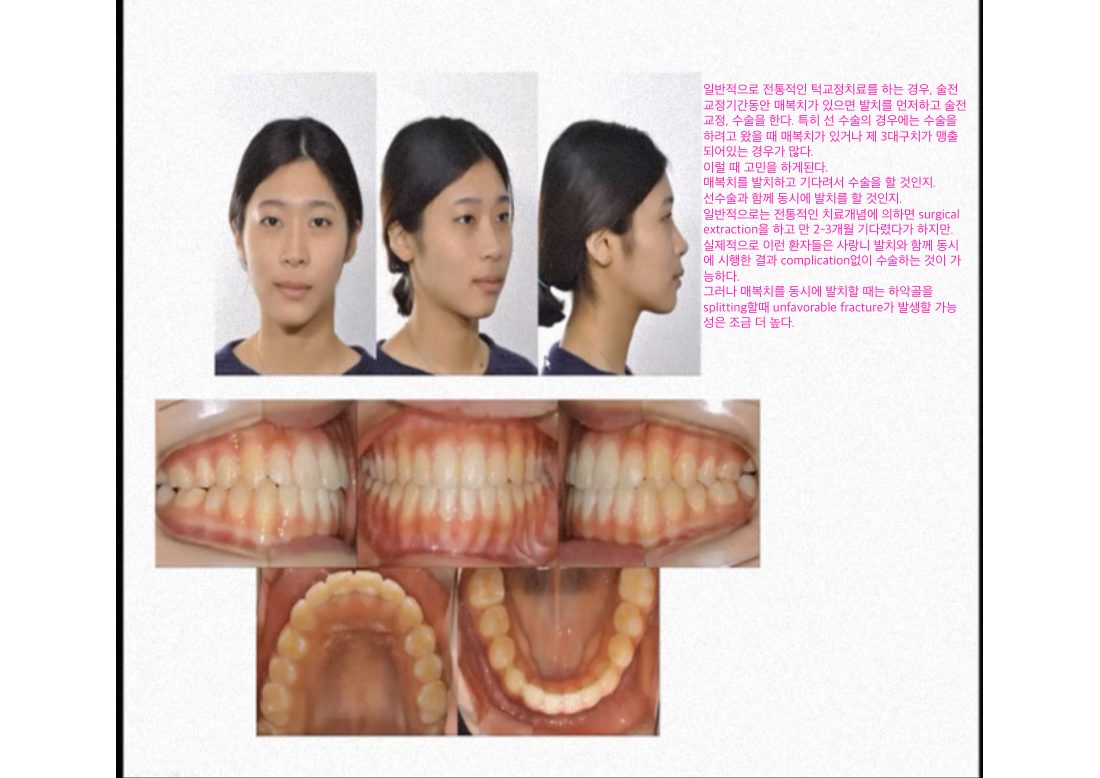 일반적으로 전통적인 턱교정치료를 하는 경우, 술전
교정기간동안 매복치가 있으면 발치를 먼저하고 술전
교정, 수술을 한다. 특히 선 수술의 경우에는 수술을
하려고 왔을 때 매복치가 있거나 제 3대구치가 맹출
되어있는 경우가 많다.
이럴 때 고민을 하게된다.
매복치를 발치하고 기다려서 수술을 할 것인지.
선수술과 함께 동시에 발치를 할 것인지.
일반적으로는 전통적인 치료개념에 의하면 surgical
extraction을 하고 만 2-3개월 기다렸다가 하지만.
실제적으로 이런 환자들은 사랑니 발치와 함께 동시
에 시행한 결과 complication없이 수술하는 것이 가
능하다.
그러나 매복치를 동시에 발치할 때는 하악골을
splitting할때 unfavorable fracture가 발생할 가능
성은 조금 더 높다.